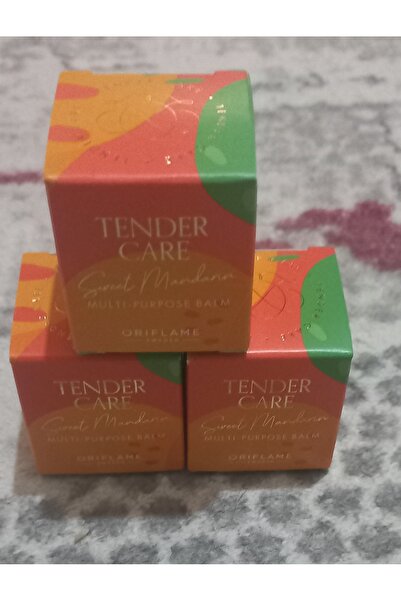 TENDER
CARE
Sweet Mandarin
MULTI-PURPOSE BALM
ORIFLAME
SWEDEN
TENDER
CARE
Sweet Mandarin
MULTI-PURPOSE BALM
ORIFLAME
TENDER
CARE
Sweet Mandarin
MULTI-PURPOSE BALM
ORIFLAME